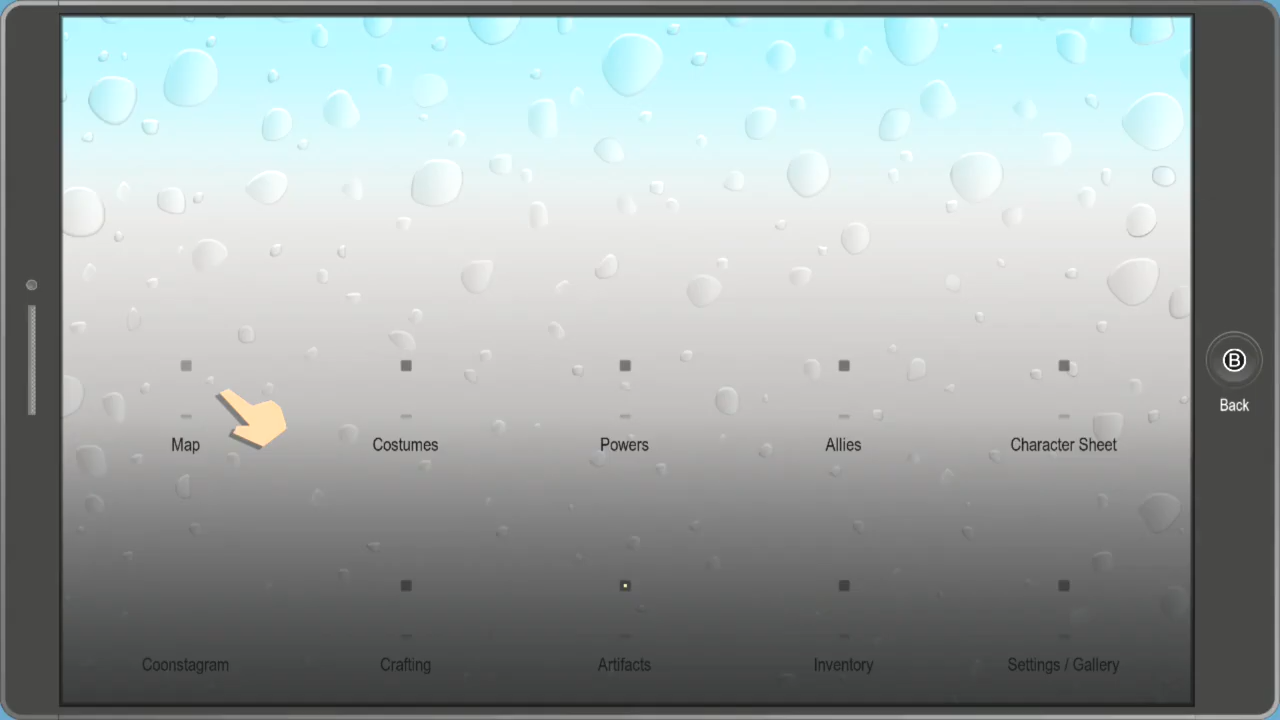 Map
Costumes
Powers
Allies
Character Sheet
B
Back
Coonstagram
Crafting
Artifacts
Inventory
Settings / Gallery